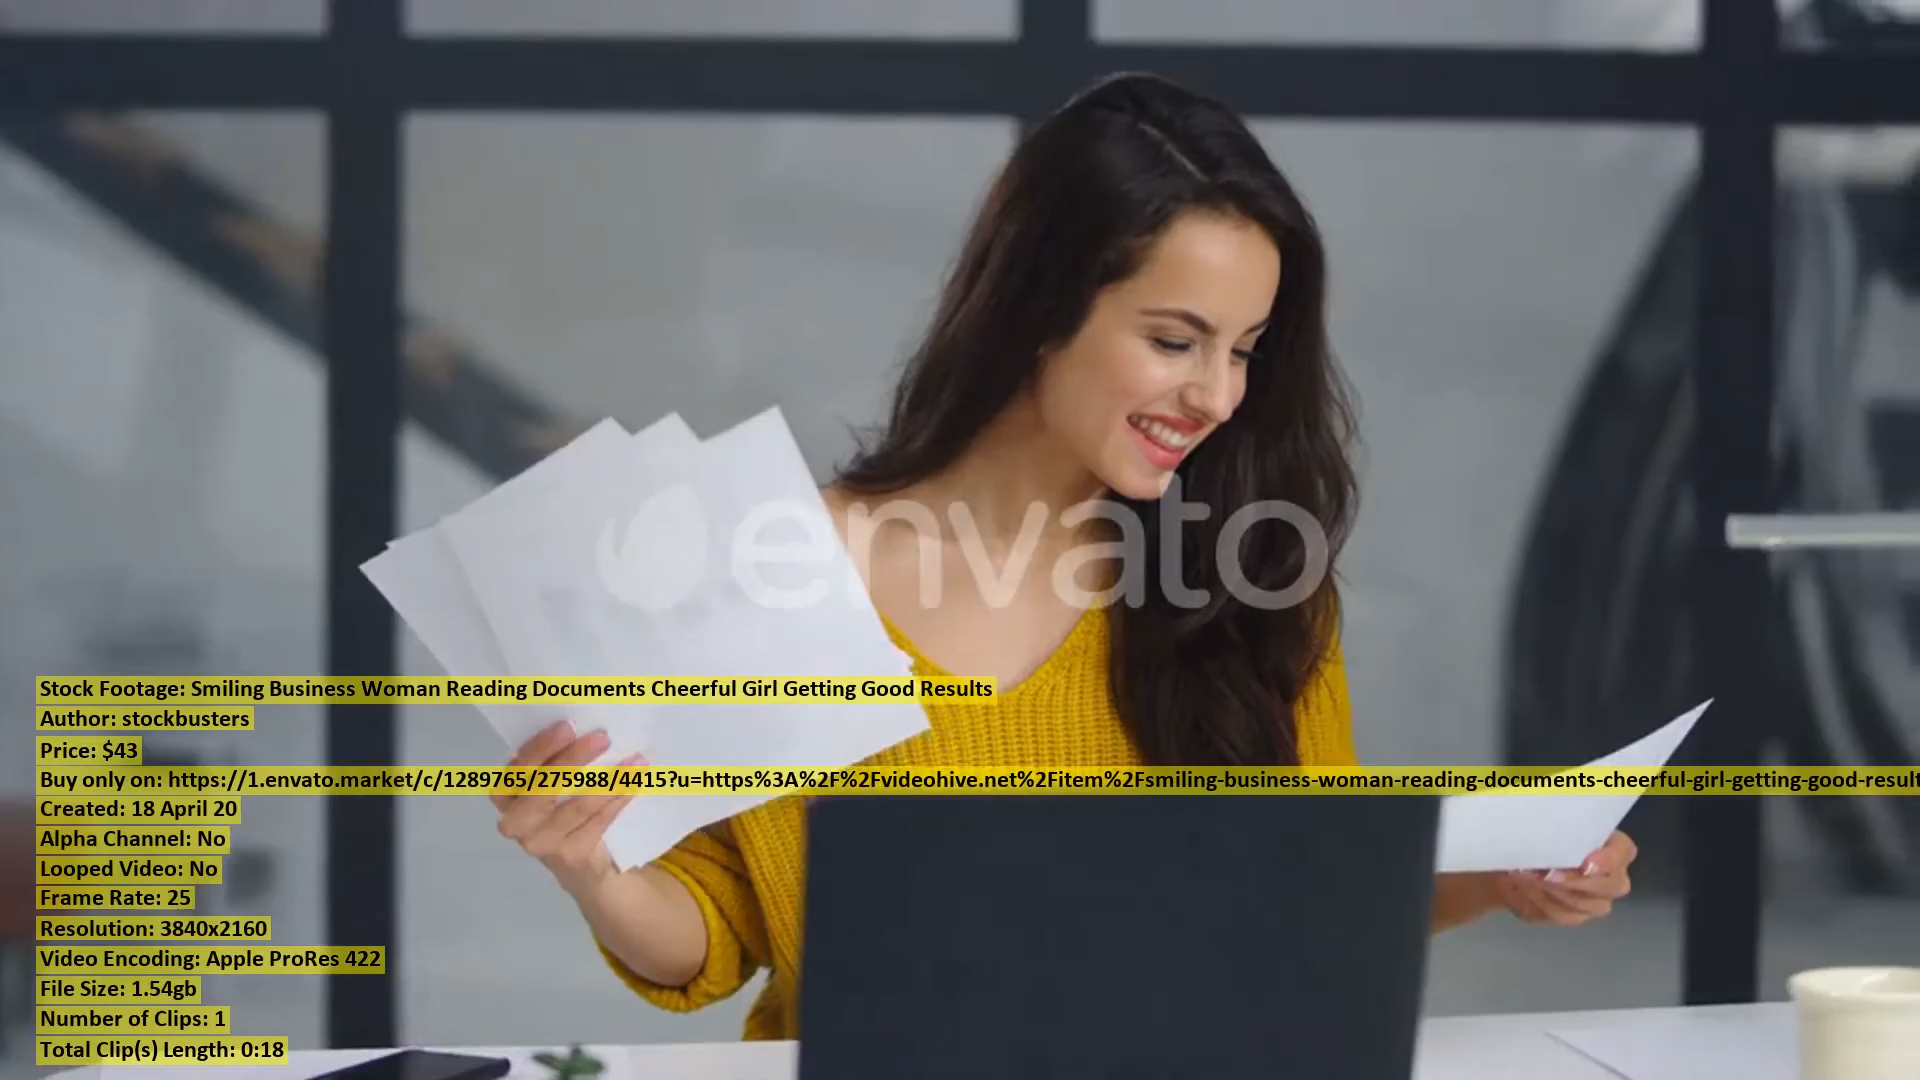 envato
Stock Footage: Smiling Business Woman Reading Documents Cheerful Girl Getting Good Results
Author: stockbusters
Price: $43
Buy only on: https://1.envato.market/c/1289765/275988/4415?u=https%3A%2F%2Fvideohive.net%2Fitem%2Fsmiling-business-woman-reading-documents-cheerful-girl-getting-good-result
Created: 18 April 20
Alpha Channel: No
Looped Video: No
Frame Rate: 25
Resolution: 3840x2160
Video Encoding: Apple ProRes 422
File Size: 1.54gb
Number of Clips: 1
Total Clip(s) Length: 0:18